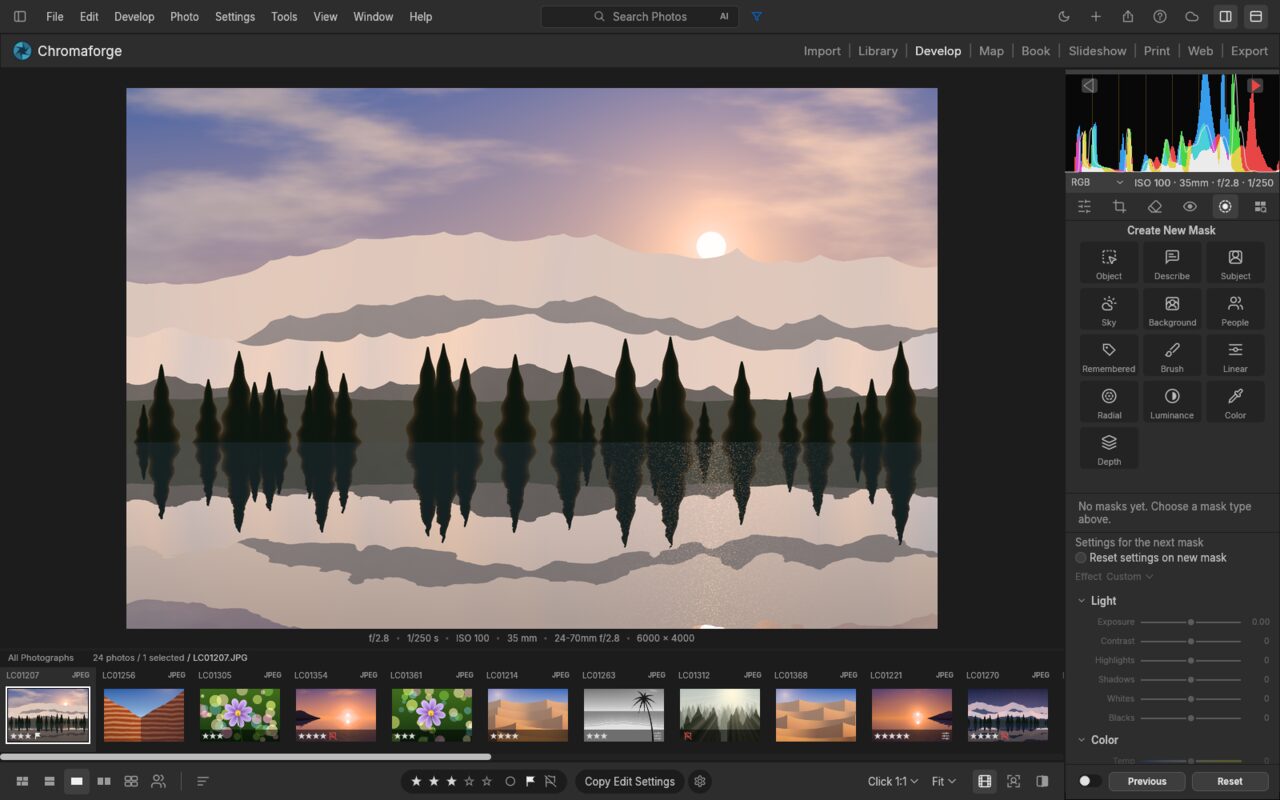 File Edit Develop Photo Settings Tools View Window Help
Search Photos AI
Chromaforge
Import Library Develop Map Book Slideshow Print Web Export
RGB ISO 100 · 35mm · f/2.8 · 1/250
Create New Mask
Object Describe Subject
Sky Background People
Remembered Brush Linear
Radial Luminance Color
Depth
No masks yet. Choose a mask type
above.
Settings for the next mask
Reset settings on new mask
Effect Custom
Light
Exposure 0.00
Contrast 0
Highlights 0
Shadows 0
Whites 0
Blacks 0
Color
Temp 0
f/2.8 · 1/250 s · ISO 100 · 35 mm · 24-70mm f/2.8 · 6000 × 4000
All Photographs 24 photos / 1 selected / LC01207.JPG
LC01207 JPEG LC01256 JPEG LC01305 JPEG LC01354 JPEG LC01361 JPEG LC01214 JPEG LC01263 JPEG LC01312 JPEG LC01368 JPEG LC01221 JPEG LC01270 JPEG
Copy Edit Settings
Click 1:1 Fit
Previous Reset